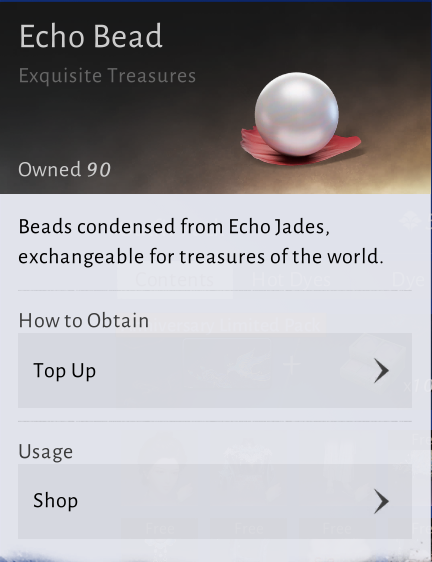 Echo Bead
Exquisite Treasures
Owned 90
Beads condensed from Echo Jades,
exchangeable for treasures of the world.
How to Obtain
Top Up
Usage
Shop